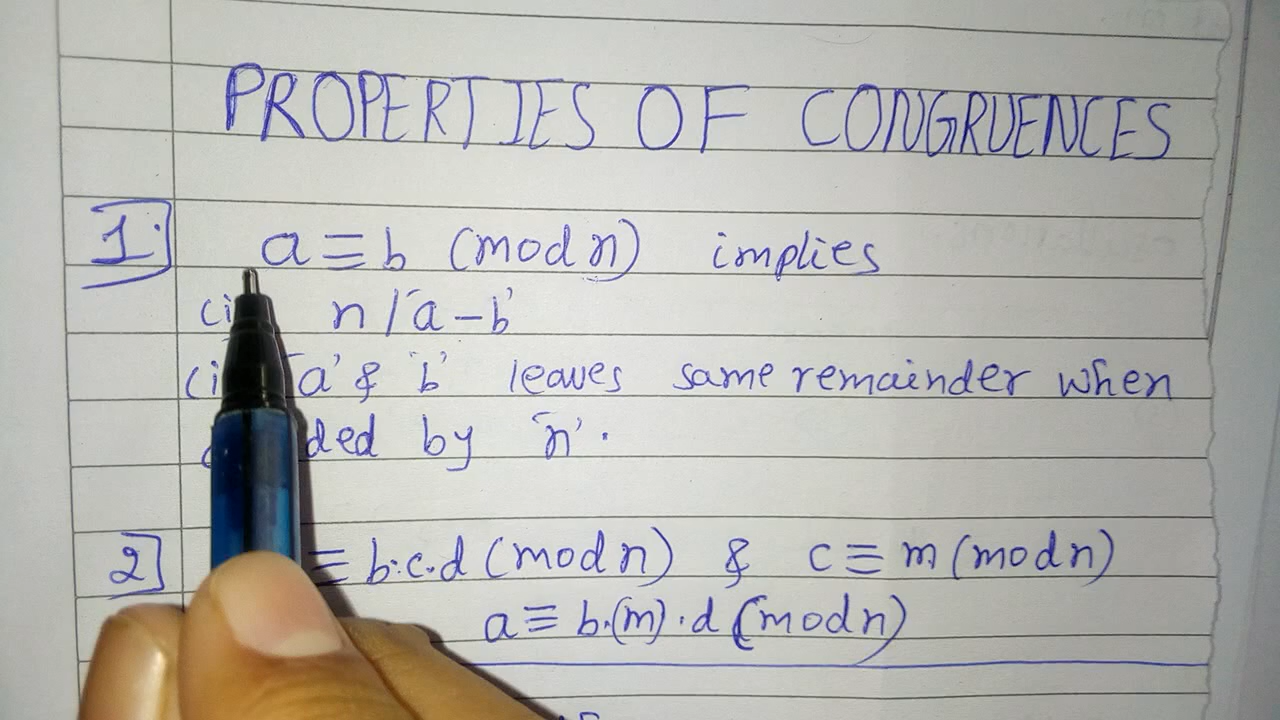 PROPERTIES OF CONGRUENCES
1. a ≡ b (mod n) implies
(i n / 'a - b'
(i 'a' & 'b' leaves same remainder when
ded by 'n'.
2] ≡ b.c.d (mod n) & c ≡ m (mod n)
a ≡ b.(m).d (mod n)